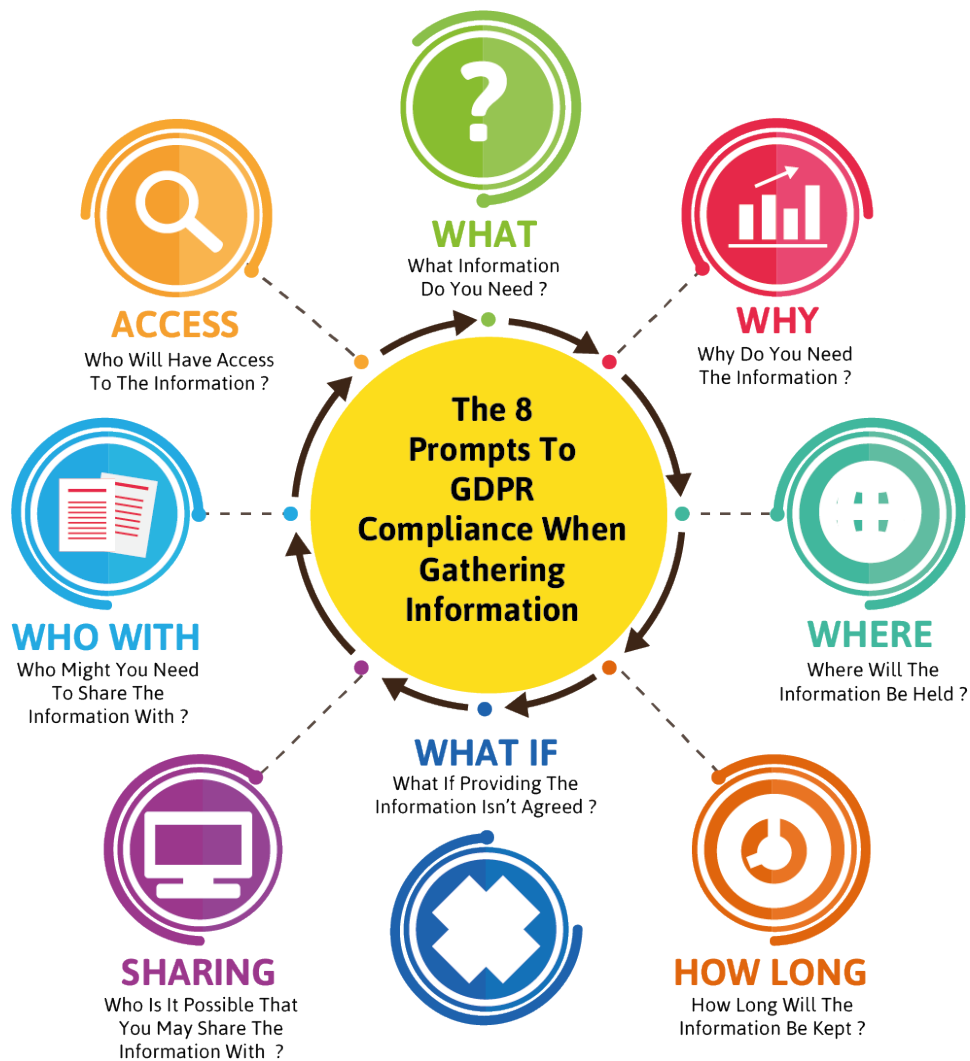 WHAT
What Information
Do You Need ?
WHY
Why Do You Need
The Information ?
WHERE
Where Will The
Information Be Held ?
HOW LONG
How Long Will The
Information Be Kept ?
WHAT IF
What If Providing The
Information Isn't Agreed ?
SHARING
Who Is It Possible That
You May Share The
Information With ?
WHO WITH
Who Might You Need
To Share The
Information With ?
ACCESS
Who Will Have Access
To The Information ?
The 8
Prompts To
GDPR
Compliance When
Gathering
Information